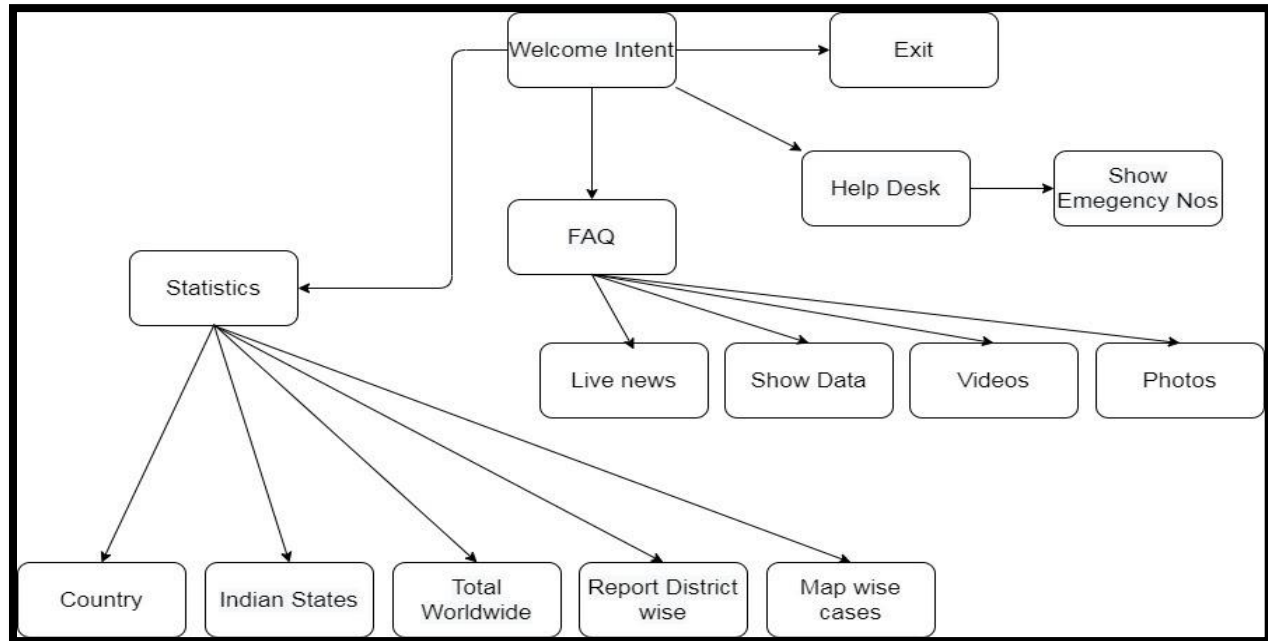 Welcome Intent
Exit
Help Desk
Show
Emegency Nos
FAQ
Statistics
Live news
Show Data
Videos
Photos
Country
Indian States
Total
Worldwide
Report District
wise
Map wise
cases